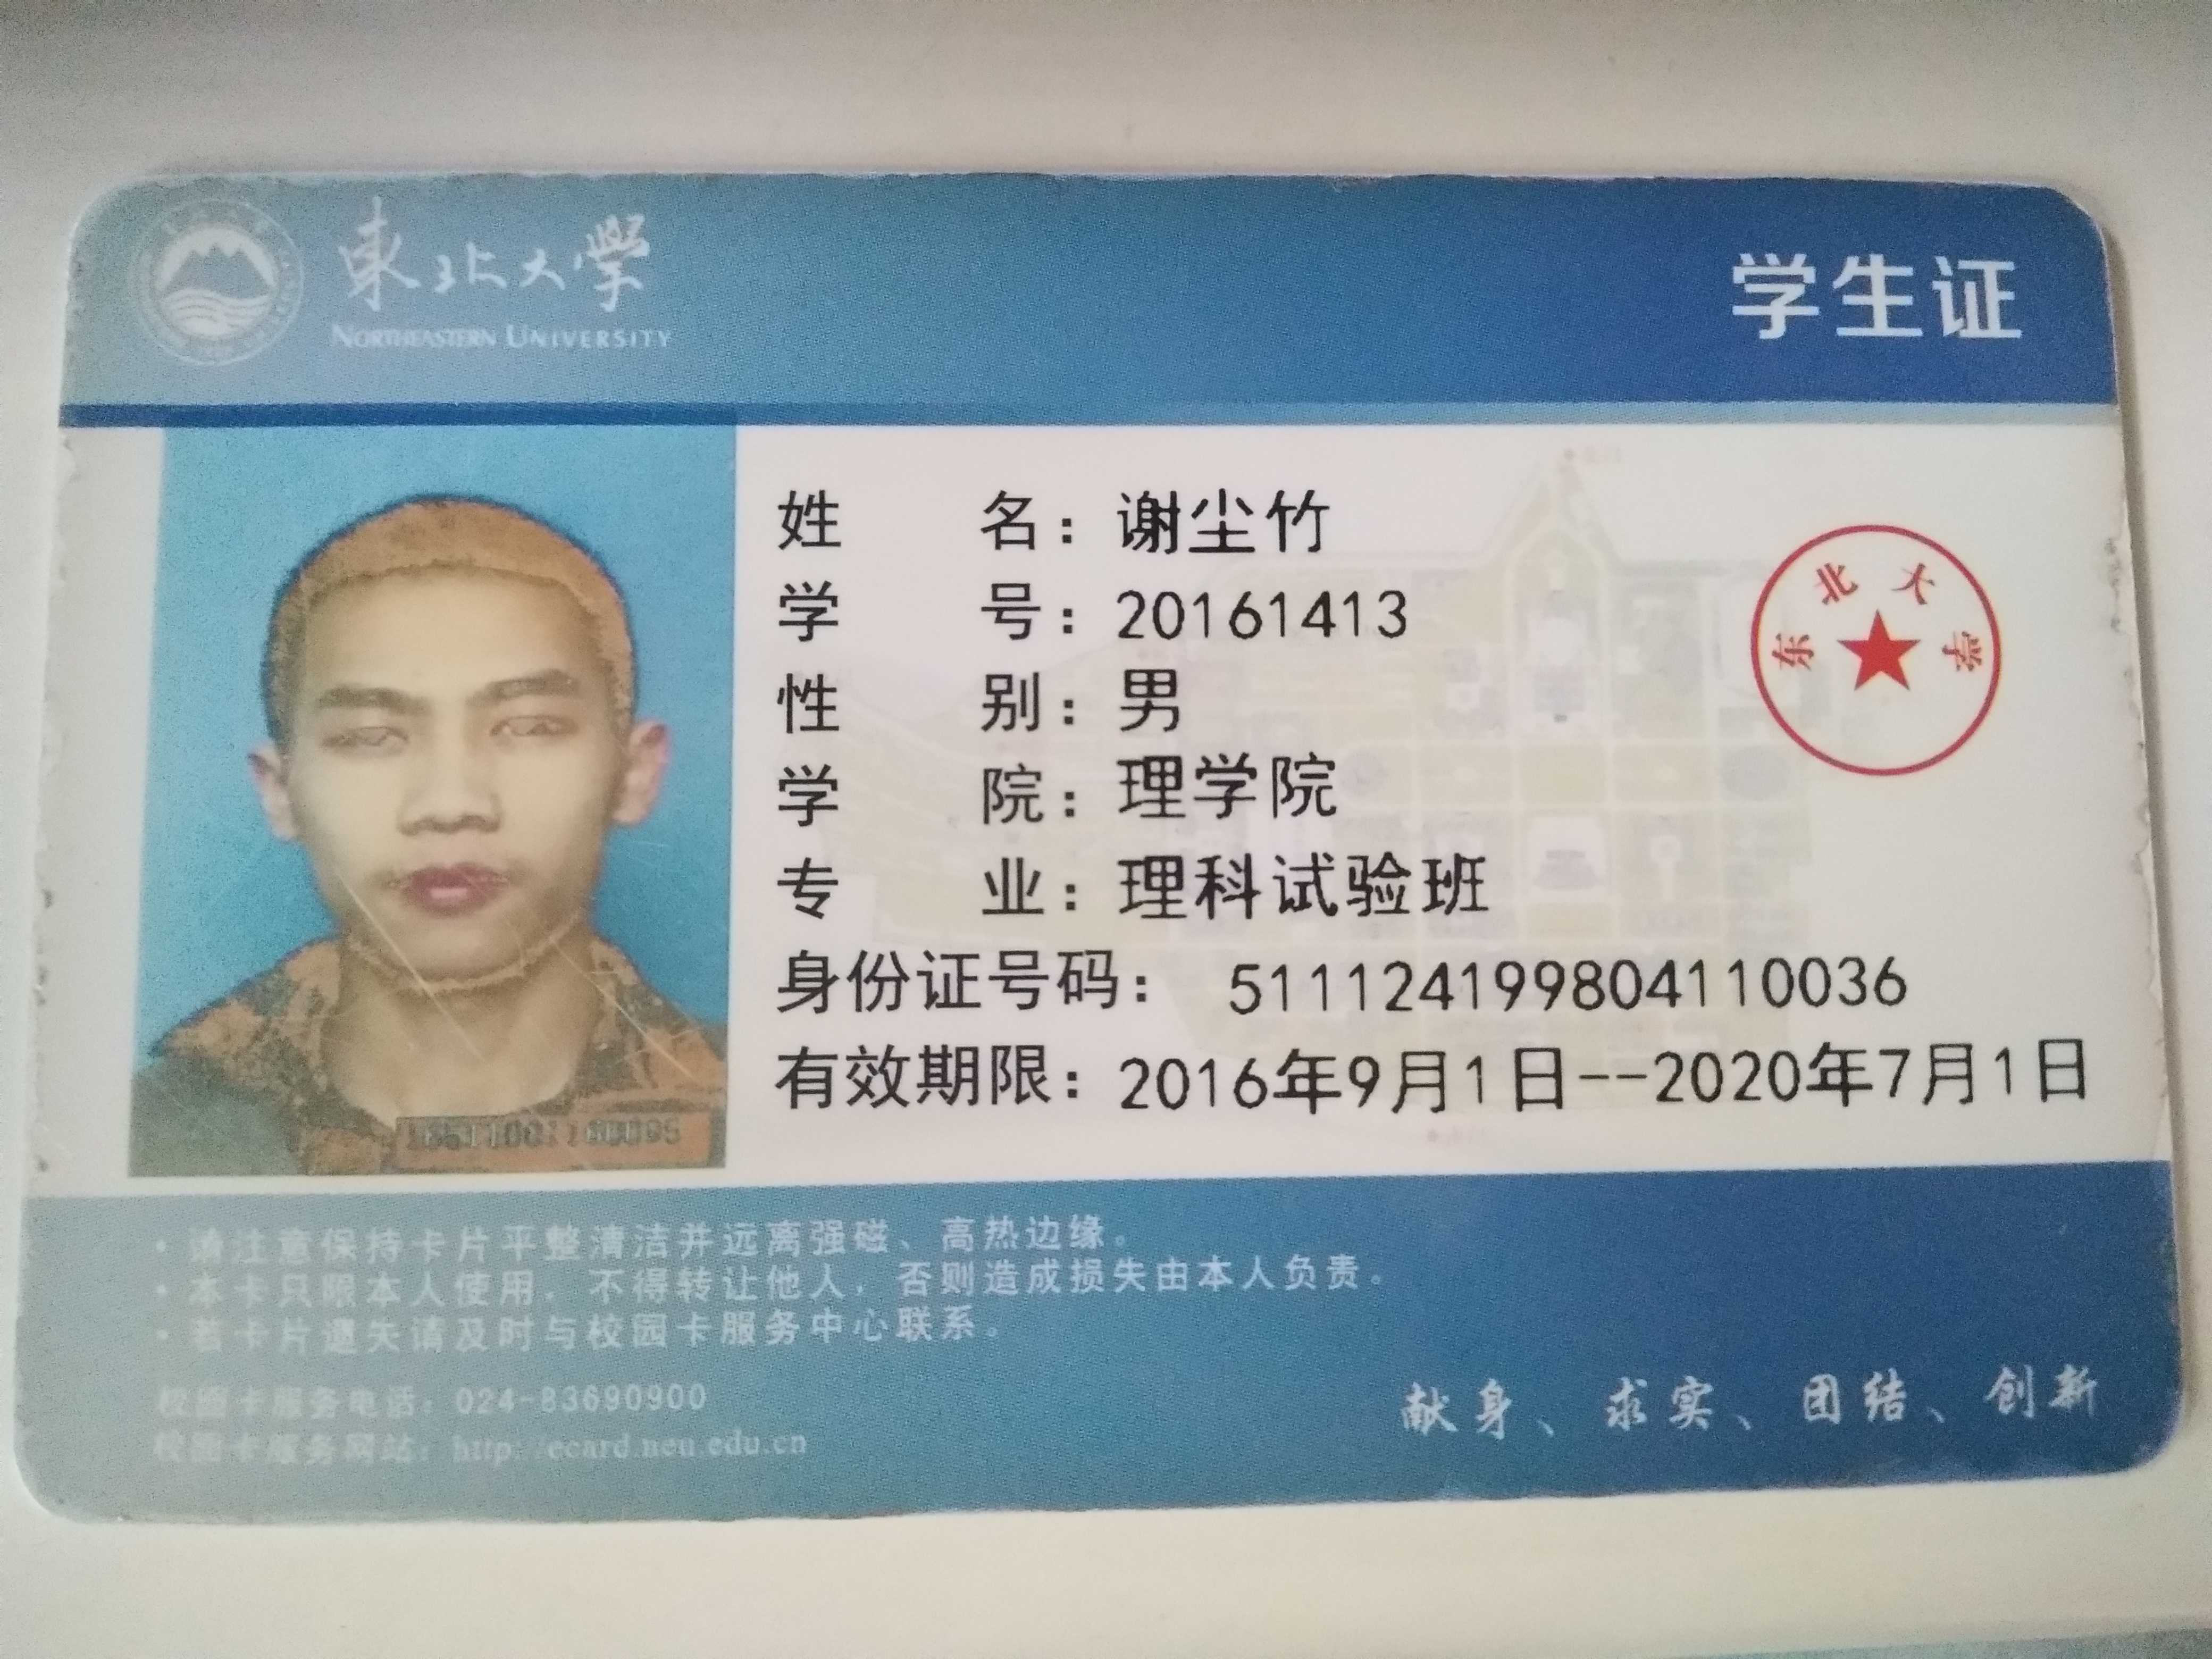 東北大学
NORTHEASTERN UNIVERSITY
学生证
姓名：谢尘竹
学号：20161413
性别：男
学院：理学院
专业：理科试验班
身份证号码：511124199804110036
有效期限：2016年9月1日--2020年7月1日
东北大学
·请注意保持卡片平整清洁并远离强磁、高热边缘。
·本卡只限本人使用，不得转让他人，否则造成损失由本人负责。
·若卡片遗失请及时与校园卡服务中心联系。
校园卡服务电话：024-83690900
校园卡服务网站：http://ecard.neu.edu.cn
献身、求实、团结、创新